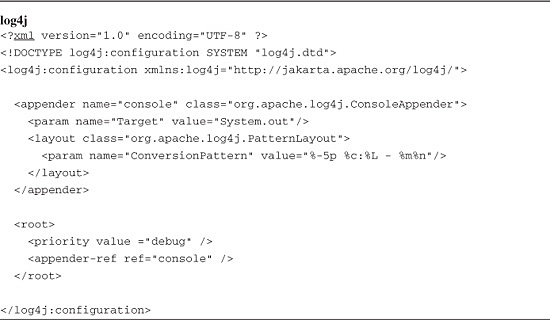 log4j
<?xml version="1.0" encoding="UTF-8" ?>
<!DOCTYPE log4j:configuration SYSTEM "log4j.dtd">
<log4j:configuration xmlns:log4j="http://jakarta.apache.org/log4j/">
  <appender name="console" class="org.apache.log4j.ConsoleAppender">
    <param name="Target" value="System.out"/>
    <layout class="org.apache.log4j.PatternLayout">
      <param name="ConversionPattern" value="%-5p %c:%L - %m%n"/>
    </layout>
  </appender>
  <root>
    <priority value ="debug" />
    <appender-ref ref="console" />
  </root>
</log4j:configuration>